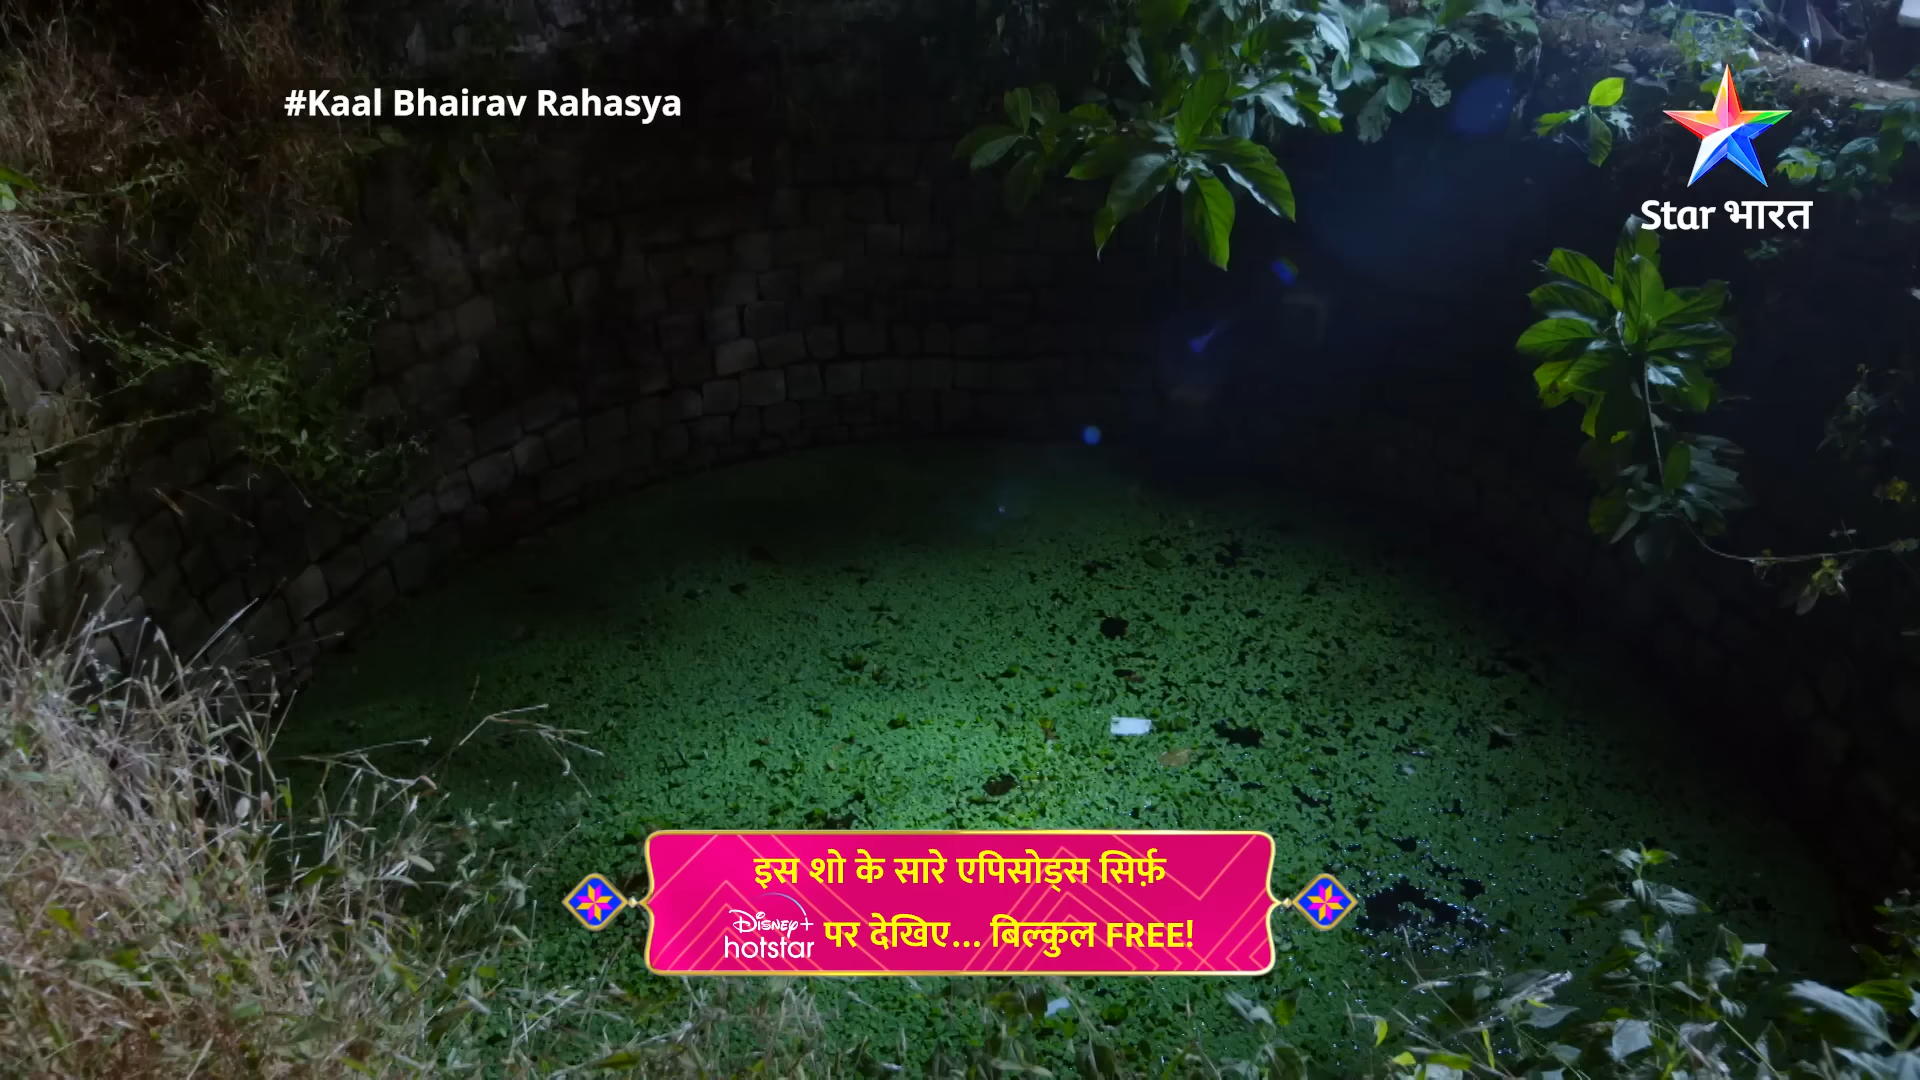 #Kaal Bhairav Rahasya
Star भारत
इस शो के सारे एपिसोड्स सिर्फ़
Disney+ hotstar पर देखिए... बिल्कुल FREE!